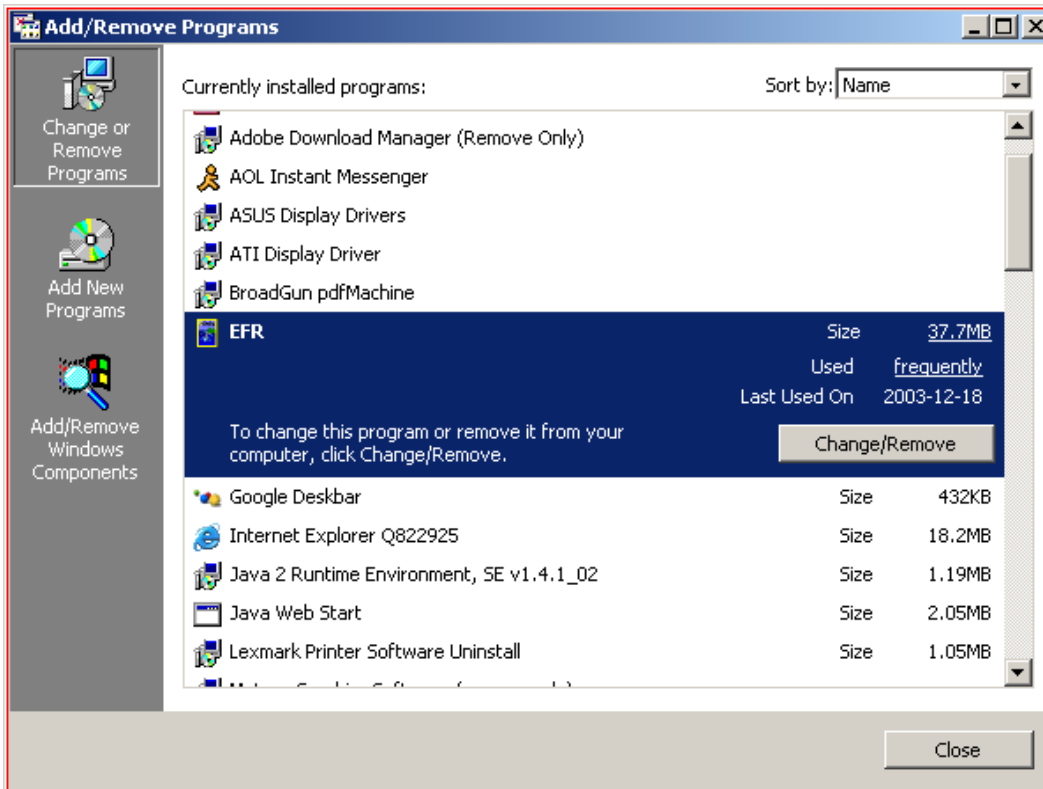 Add/Remove Programs
Change or
Remove
Programs
Add New
Programs
Add/Remove
Windows
Components
Currently installed programs:
Sort by: Name
Adobe Download Manager (Remove Only)
AOL Instant Messenger
ASUS Display Drivers
ATI Display Driver
BroadGun pdfMachine
EFR Size 37.7MB
Used frequently
Last Used On 2003-12-18
To change this program or remove it from your
computer, click Change/Remove.
Change/Remove
Google Deskbar Size 432KB
Internet Explorer Q822925 Size 18.2MB
Java 2 Runtime Environment, SE v1.4.1_02 Size 1.19MB
Java Web Start Size 2.05MB
Lexmark Printer Software Uninstall Size 1.05MB
Close